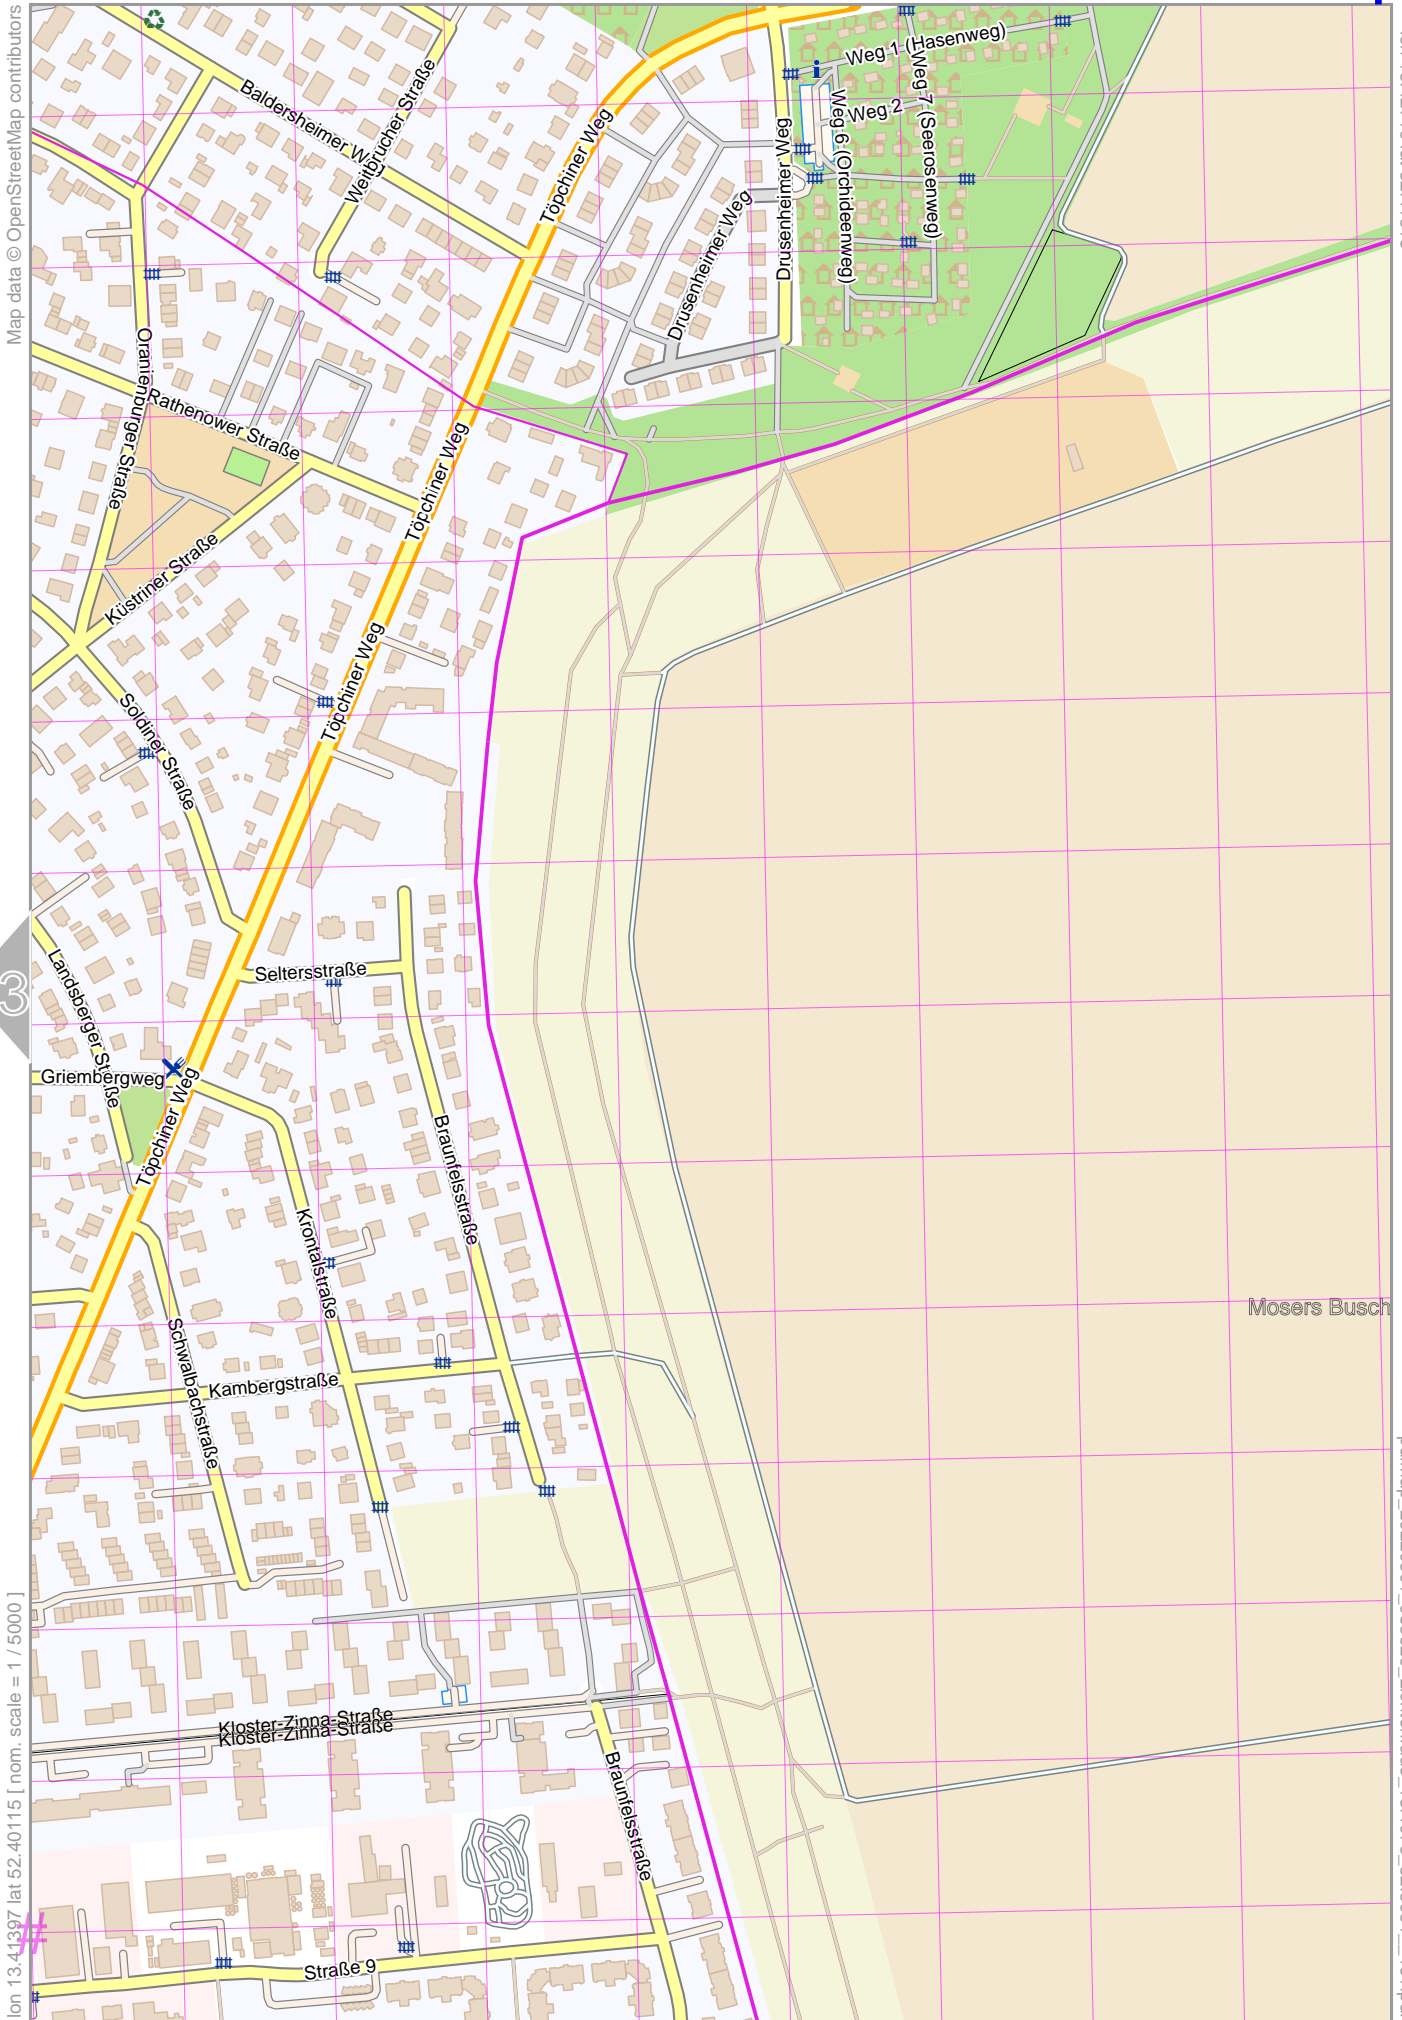 Map data © OpenStreetMap contributors
Weg 1 (Hasenweg)
Weg 2
Weg 7 (Seerosenweg)
Weg 6 (Orchideenweg)
Baldersheimer Weg
Weitbrucher Straße
Töpchiner Weg
Drusenheimer Weg
Drusenheimer Weg
Oranienburger Straße
Rathenower Straße
Töpchiner Weg
Küstriner Straße
Töpchiner Weg
Soldiner Straße
Landsberger Straße
Seltersstraße
3
Griembergweg
Töpchiner Weg
Braunfelsstraße
Krontalstraße
Mosers Busch
Schwalbachstraße
Kambergstraße
Kloster-Zinna-Straße
Kloster-Zinna-Straße
Braunfelsstraße
Straße 9
#
lon 13.41397 lat 52.40115 [ nom. scale = 1 / 5000 ]